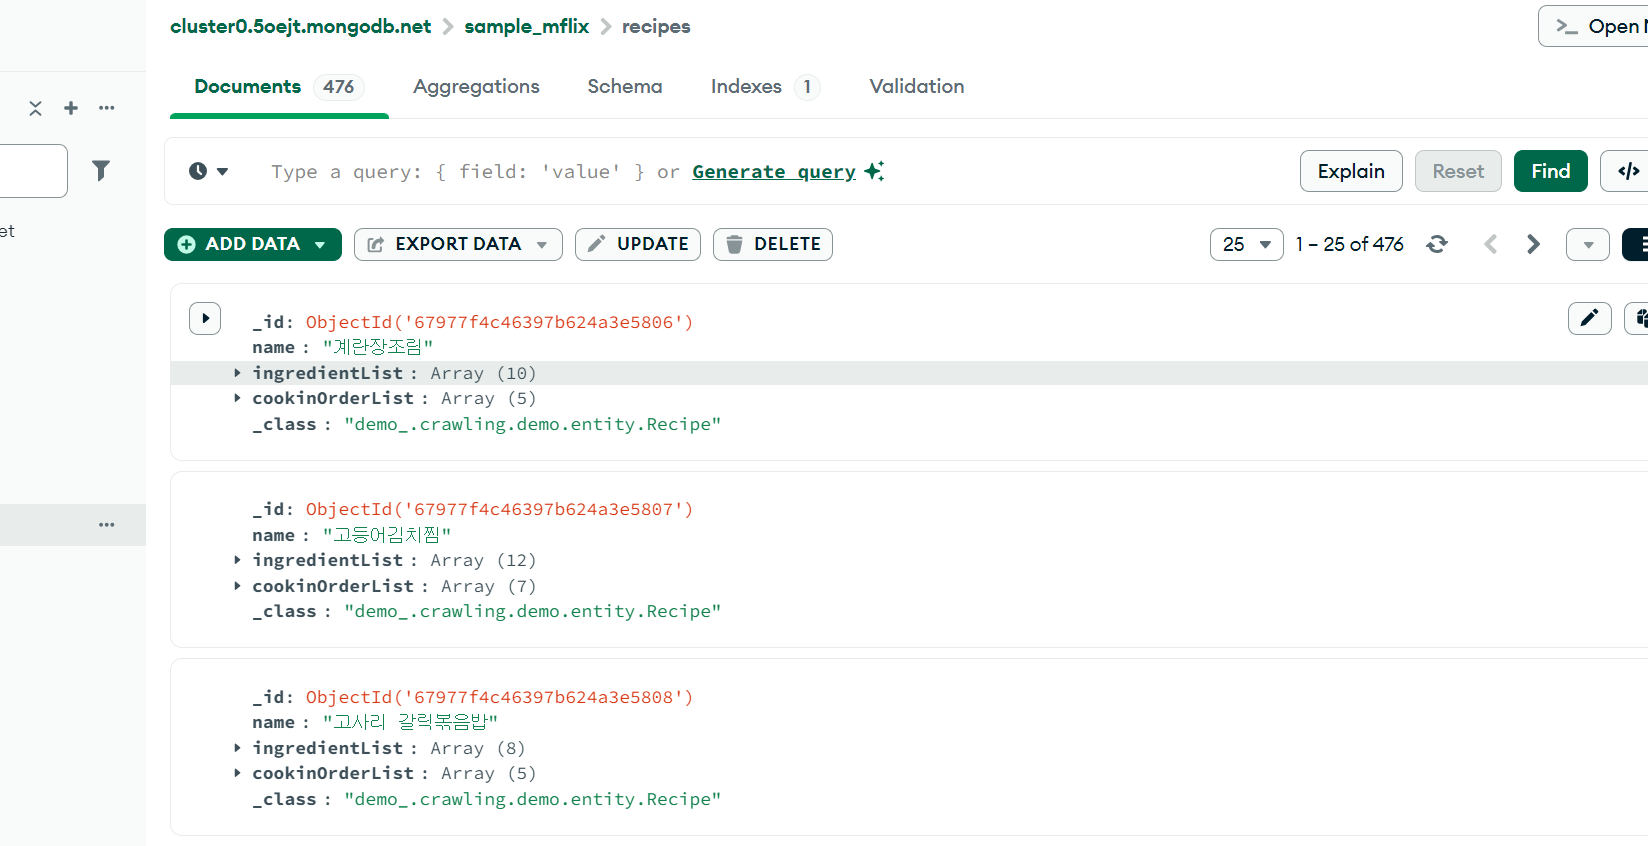 cluster0.5oejt.mongodb.net > sample_mflix > recipes
>_ Open
Documents 476 Aggregations Schema Indexes 1 Validation
Type a query: { field: 'value' } or Generate query
Explain Reset Find </>
et
ADD DATA EXPORT DATA UPDATE DELETE 25 1 – 25 of 476
_id: ObjectId('67977f4c46397b624a3e5806')
name : "계란장조림"
ingredientList : Array (10)
cookinOrderList : Array (5)
_class : "demo_.crawling.demo.entity.Recipe"
_id: ObjectId('67977f4c46397b624a3e5807')
name : "고등어김치찜"
ingredientList : Array (12)
cookinOrderList : Array (7)
_class : "demo_.crawling.demo.entity.Recipe"
_id: ObjectId('67977f4c46397b624a3e5808')
name : "고사리 갈릭볶음밥"
ingredientList : Array (8)
cookinOrderList : Array (5)
_class : "demo_.crawling.demo.entity.Recipe"